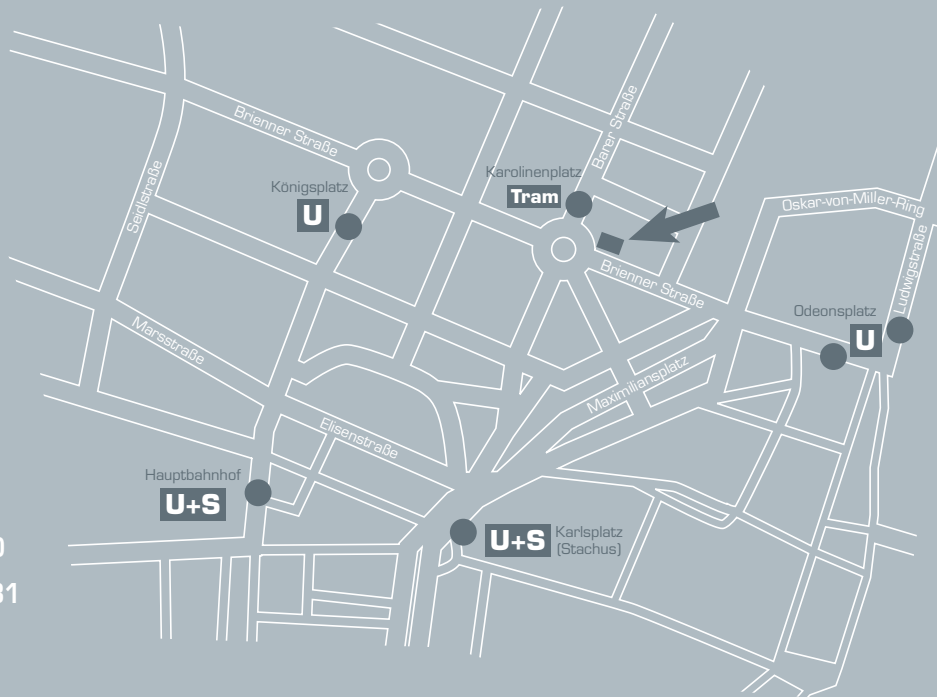 Brienner Straße
Barer Straße
Karolinenplatz
Tram
Königsplatz
U
Seidlstraße
Oskar-von-Miller-Ring
Ludwigstraße
Brienner Straße
Odeonsplatz
U
Marsstraße
Maximiliansplatz
Elisenstraße
Hauptbahnhof
U+S
U+S
Karlsplatz
(Stachus)